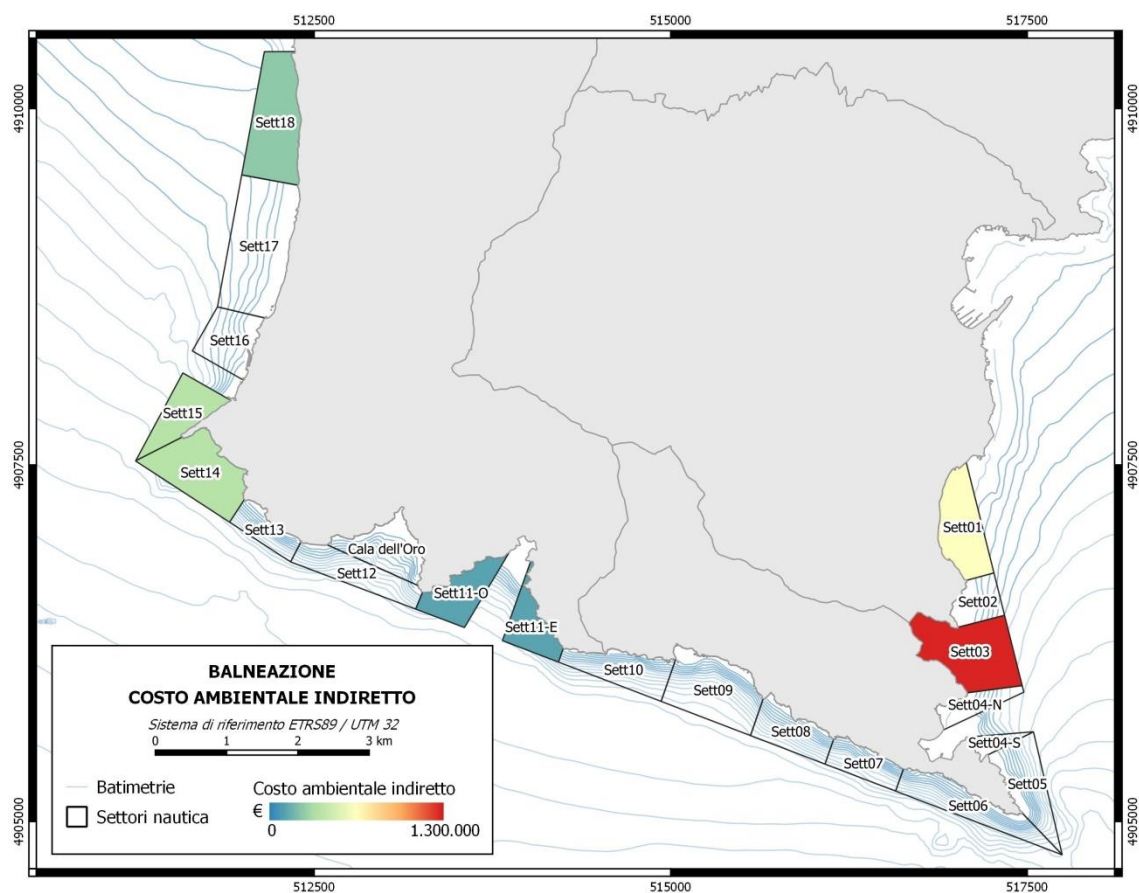 512500 515000 517500
4910000 4910000
Sett18
Sett17
Sett16
Sett15
4907500 4907500
Sett14
Sett01
Sett13
Cala dell'Oro
Sett12
Sett11-O
Sett02
Sett11-E
Sett03
Sett10
Sett09
Sett04-N
Sett08
Sett04-S
Sett07
Sett05
Sett06
4905000 4905000
BALNEAZIONE
COSTO AMBIENTALE INDIRETTO
Sistema di riferimento ETRS89 / UTM 32
0 1 2 3 km
Batimetrie
Settori nautica
Costo ambientale indiretto
€
0 1.300.000
512500 515000 517500